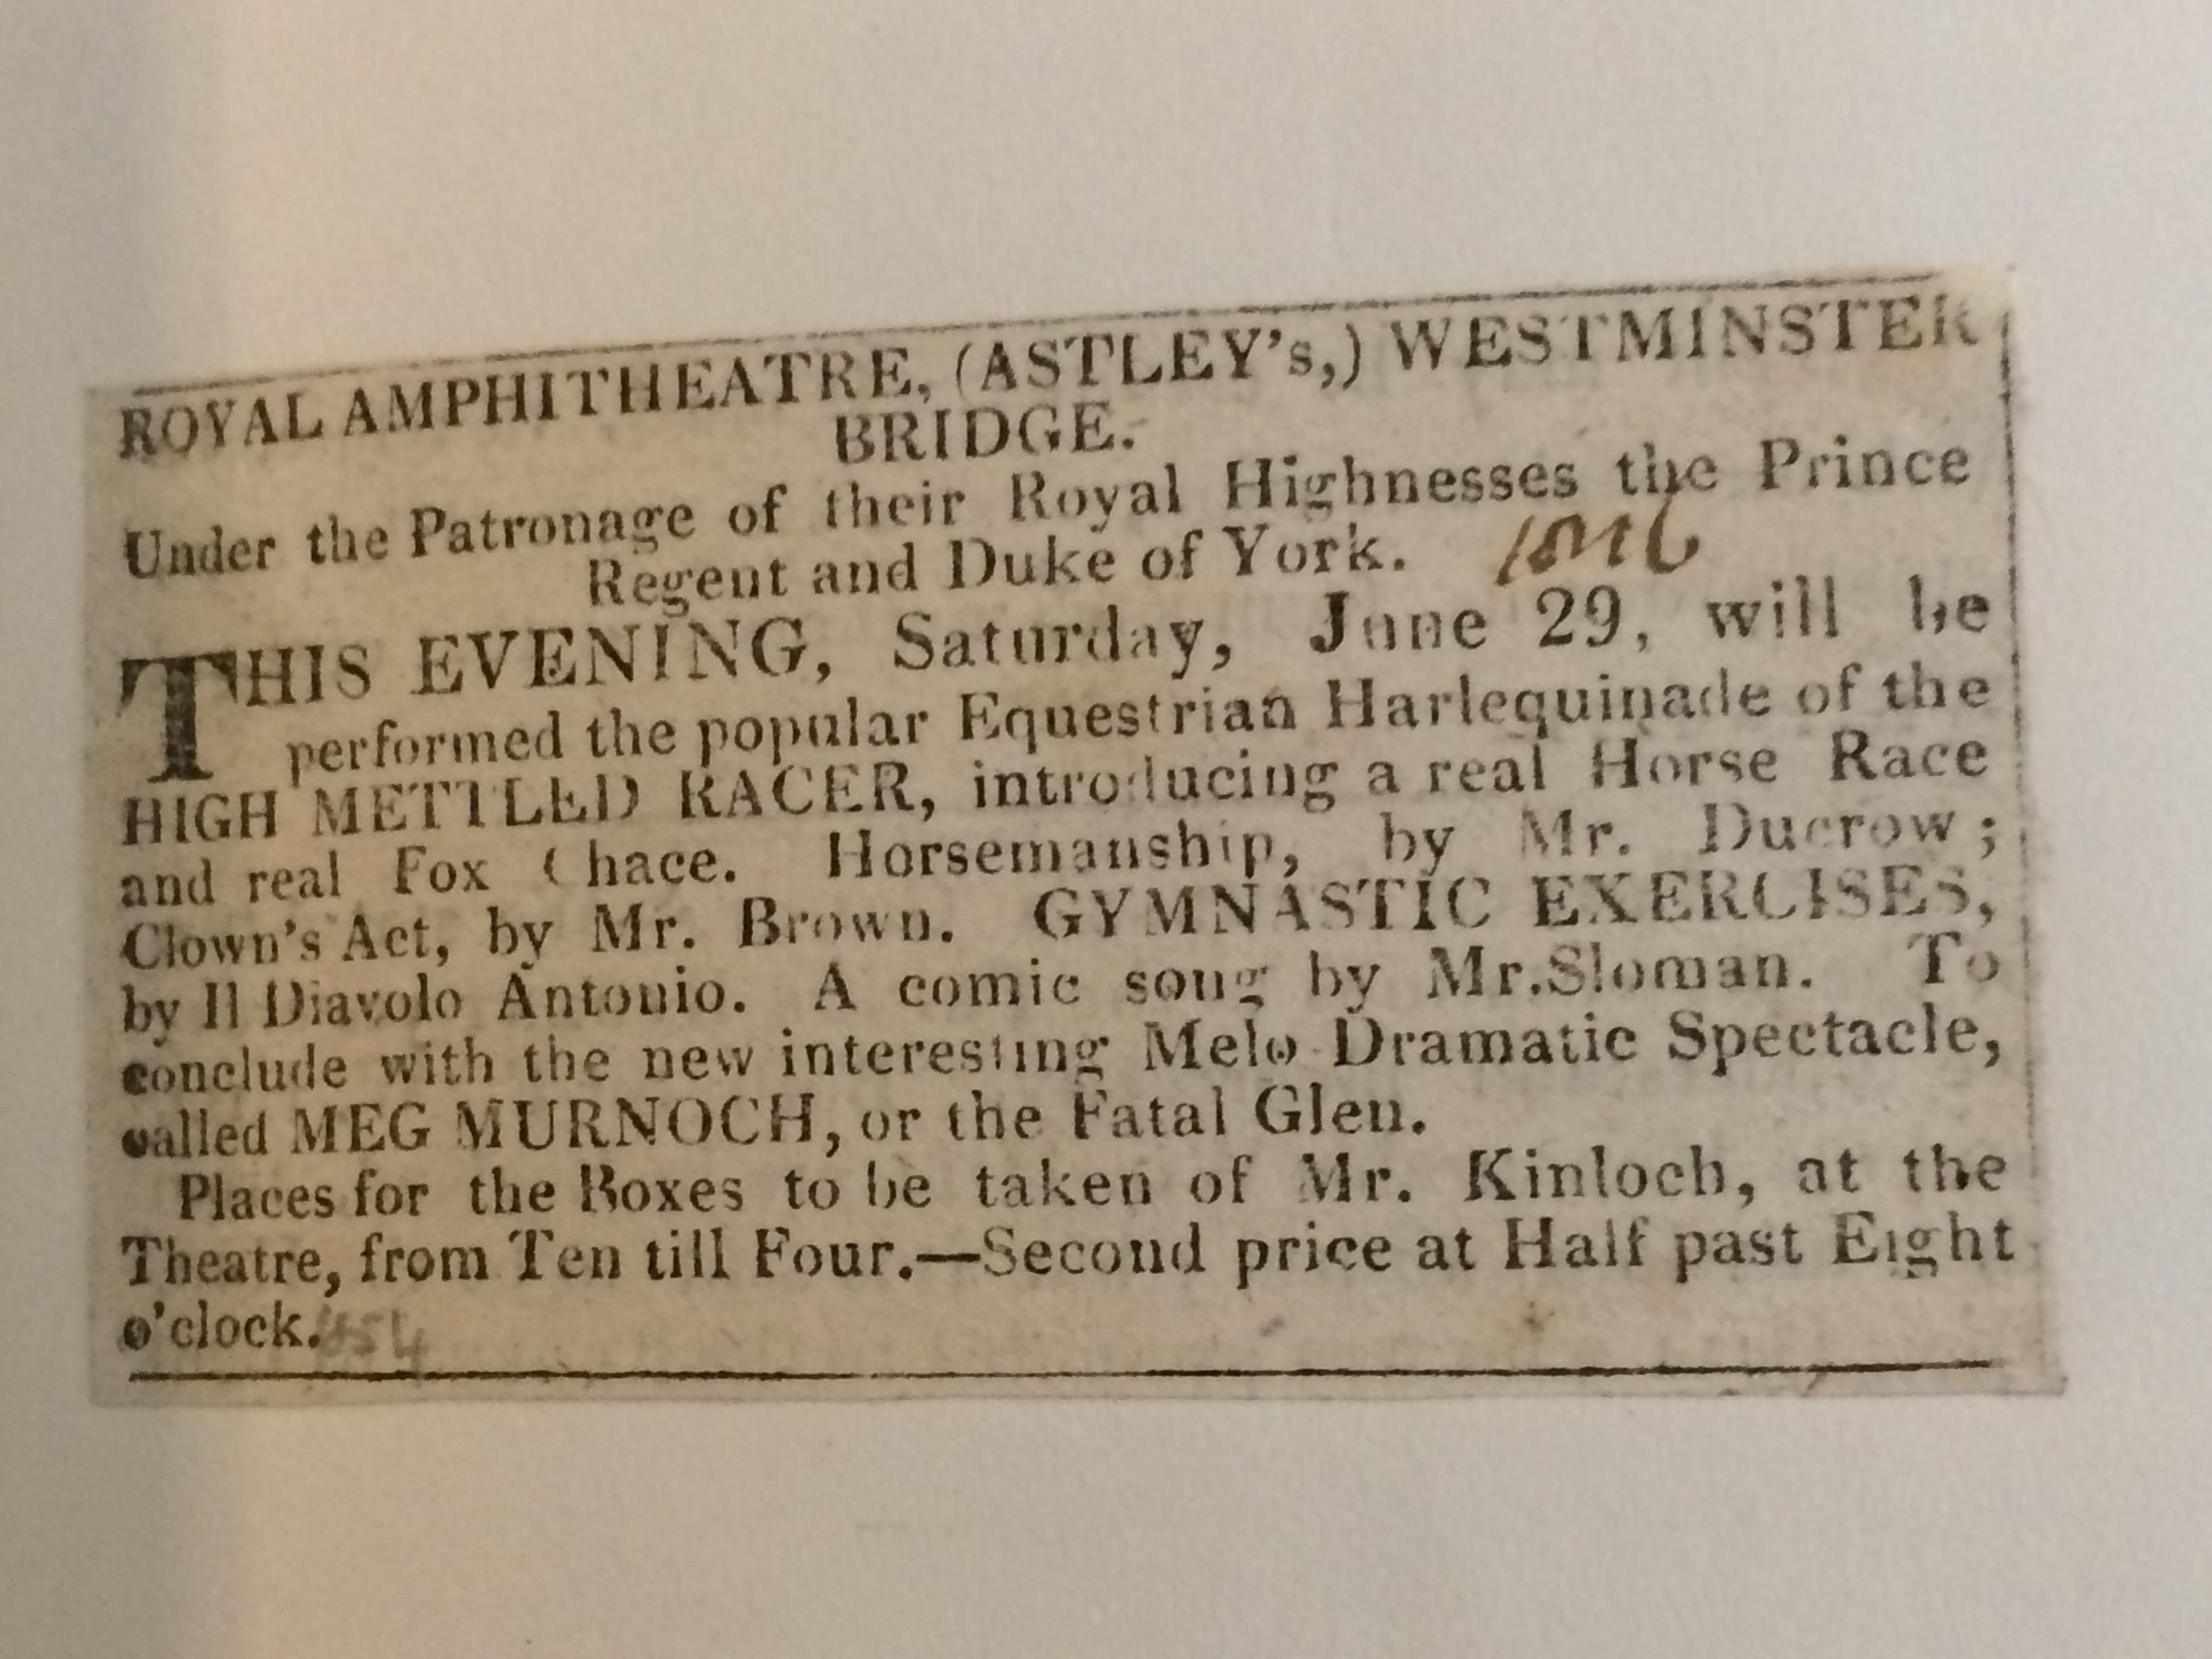 ROYAL AMPHITHEATRE, (ASTLEY's,) WESTMINSTER
BRIDGE.
Under the Patronage of their Royal Highnesses the Prince
Regent and Duke of York.
THIS EVENING, Saturday, June 29, will be
performed the popular Equestrian Harlequinade of the
HIGH METTLED RACER, introducing a real Horse Race
and real Fox Chace. Horsemanship, by Mr. Ducrow;
Clown's Act, by Mr. Brown. GYMNASTIC EXERCISES,
by Il Diavolo Antonio. A comic song by Mr.Sloman. To
conclude with the new interesting Melo-Dramatic Spectacle,
called MEG MURNOCH, or the Fatal Glen.
Places for the Boxes to be taken of Mr. Kinloch, at the
Theatre, from Ten till Four.—Second price at Half past Eight
o'clock.